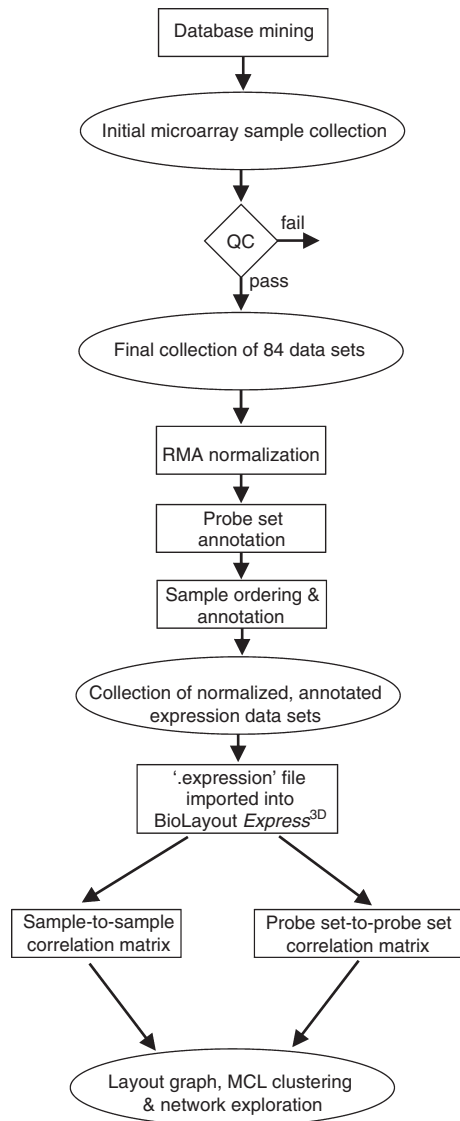 Database mining
Initial microarray sample collection
QC
fail
pass
Final collection of 84 data sets
RMA normalization
Probe set
annotation
Sample ordering &
annotation
Collection of normalized, annotated
expression data sets
‘.expression’ file
imported into
BioLayout Express3D
Sample-to-sample
correlation matrix
Probe set-to-probe set
correlation matrix
Layout graph, MCL clustering
& network exploration